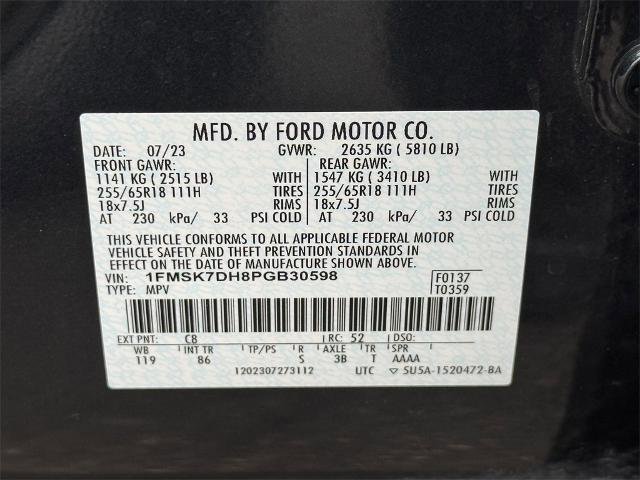 MFD. BY FORD MOTOR CO.
DATE: 07/23 GVWR: 2635 KG ( 5810 LB)
FRONT GAWR: REAR GAWR:
1141 KG ( 2515 LB) WITH 1547 KG ( 3410 LB) WITH
255/65R18 111H TIRES 255/65R18 111H TIRES
18x7.5J RIMS 18x7.5J RIMS
AT 230 kPa/ 33 PSI COLD AT 230 kPa/ 33 PSI COLD
THIS VEHICLE CONFORMS TO ALL APPLICABLE FEDERAL MOTOR
VEHICLE SAFETY AND THEFT PREVENTION STANDARDS IN
EFFECT ON THE DATE OF MANUFACTURE SHOWN ABOVE.
VIN: 1FMSK7DH8PGB30598 F0137
TYPE: MPV T0359
EXT PNT: C8 RC: 52 DSO:
WB INT TR TP/PS R AXLE TR SPR
119 86 S 3B T AAAA
1202307273112 UTC ▽ 5U5A-1520472-BA